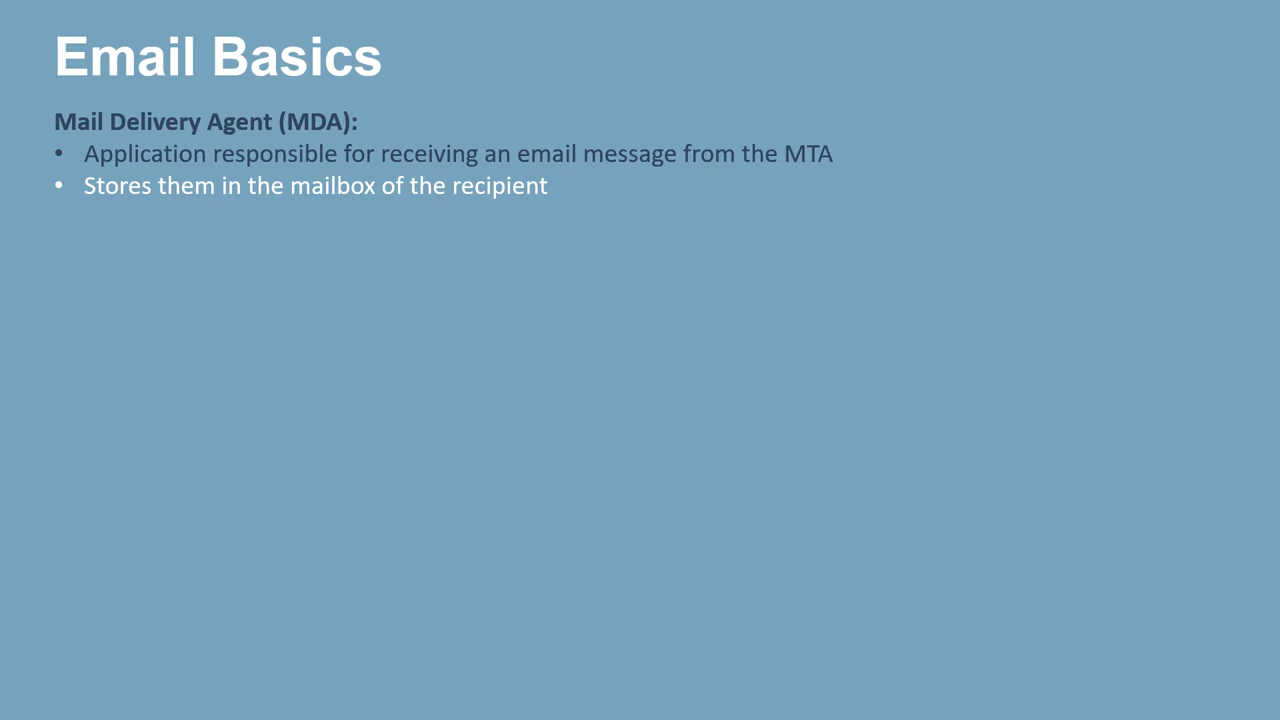 Email Basics
Mail Delivery Agent (MDA):
• Application responsible for receiving an email message from the MTA
• Stores them in the mailbox of the recipient